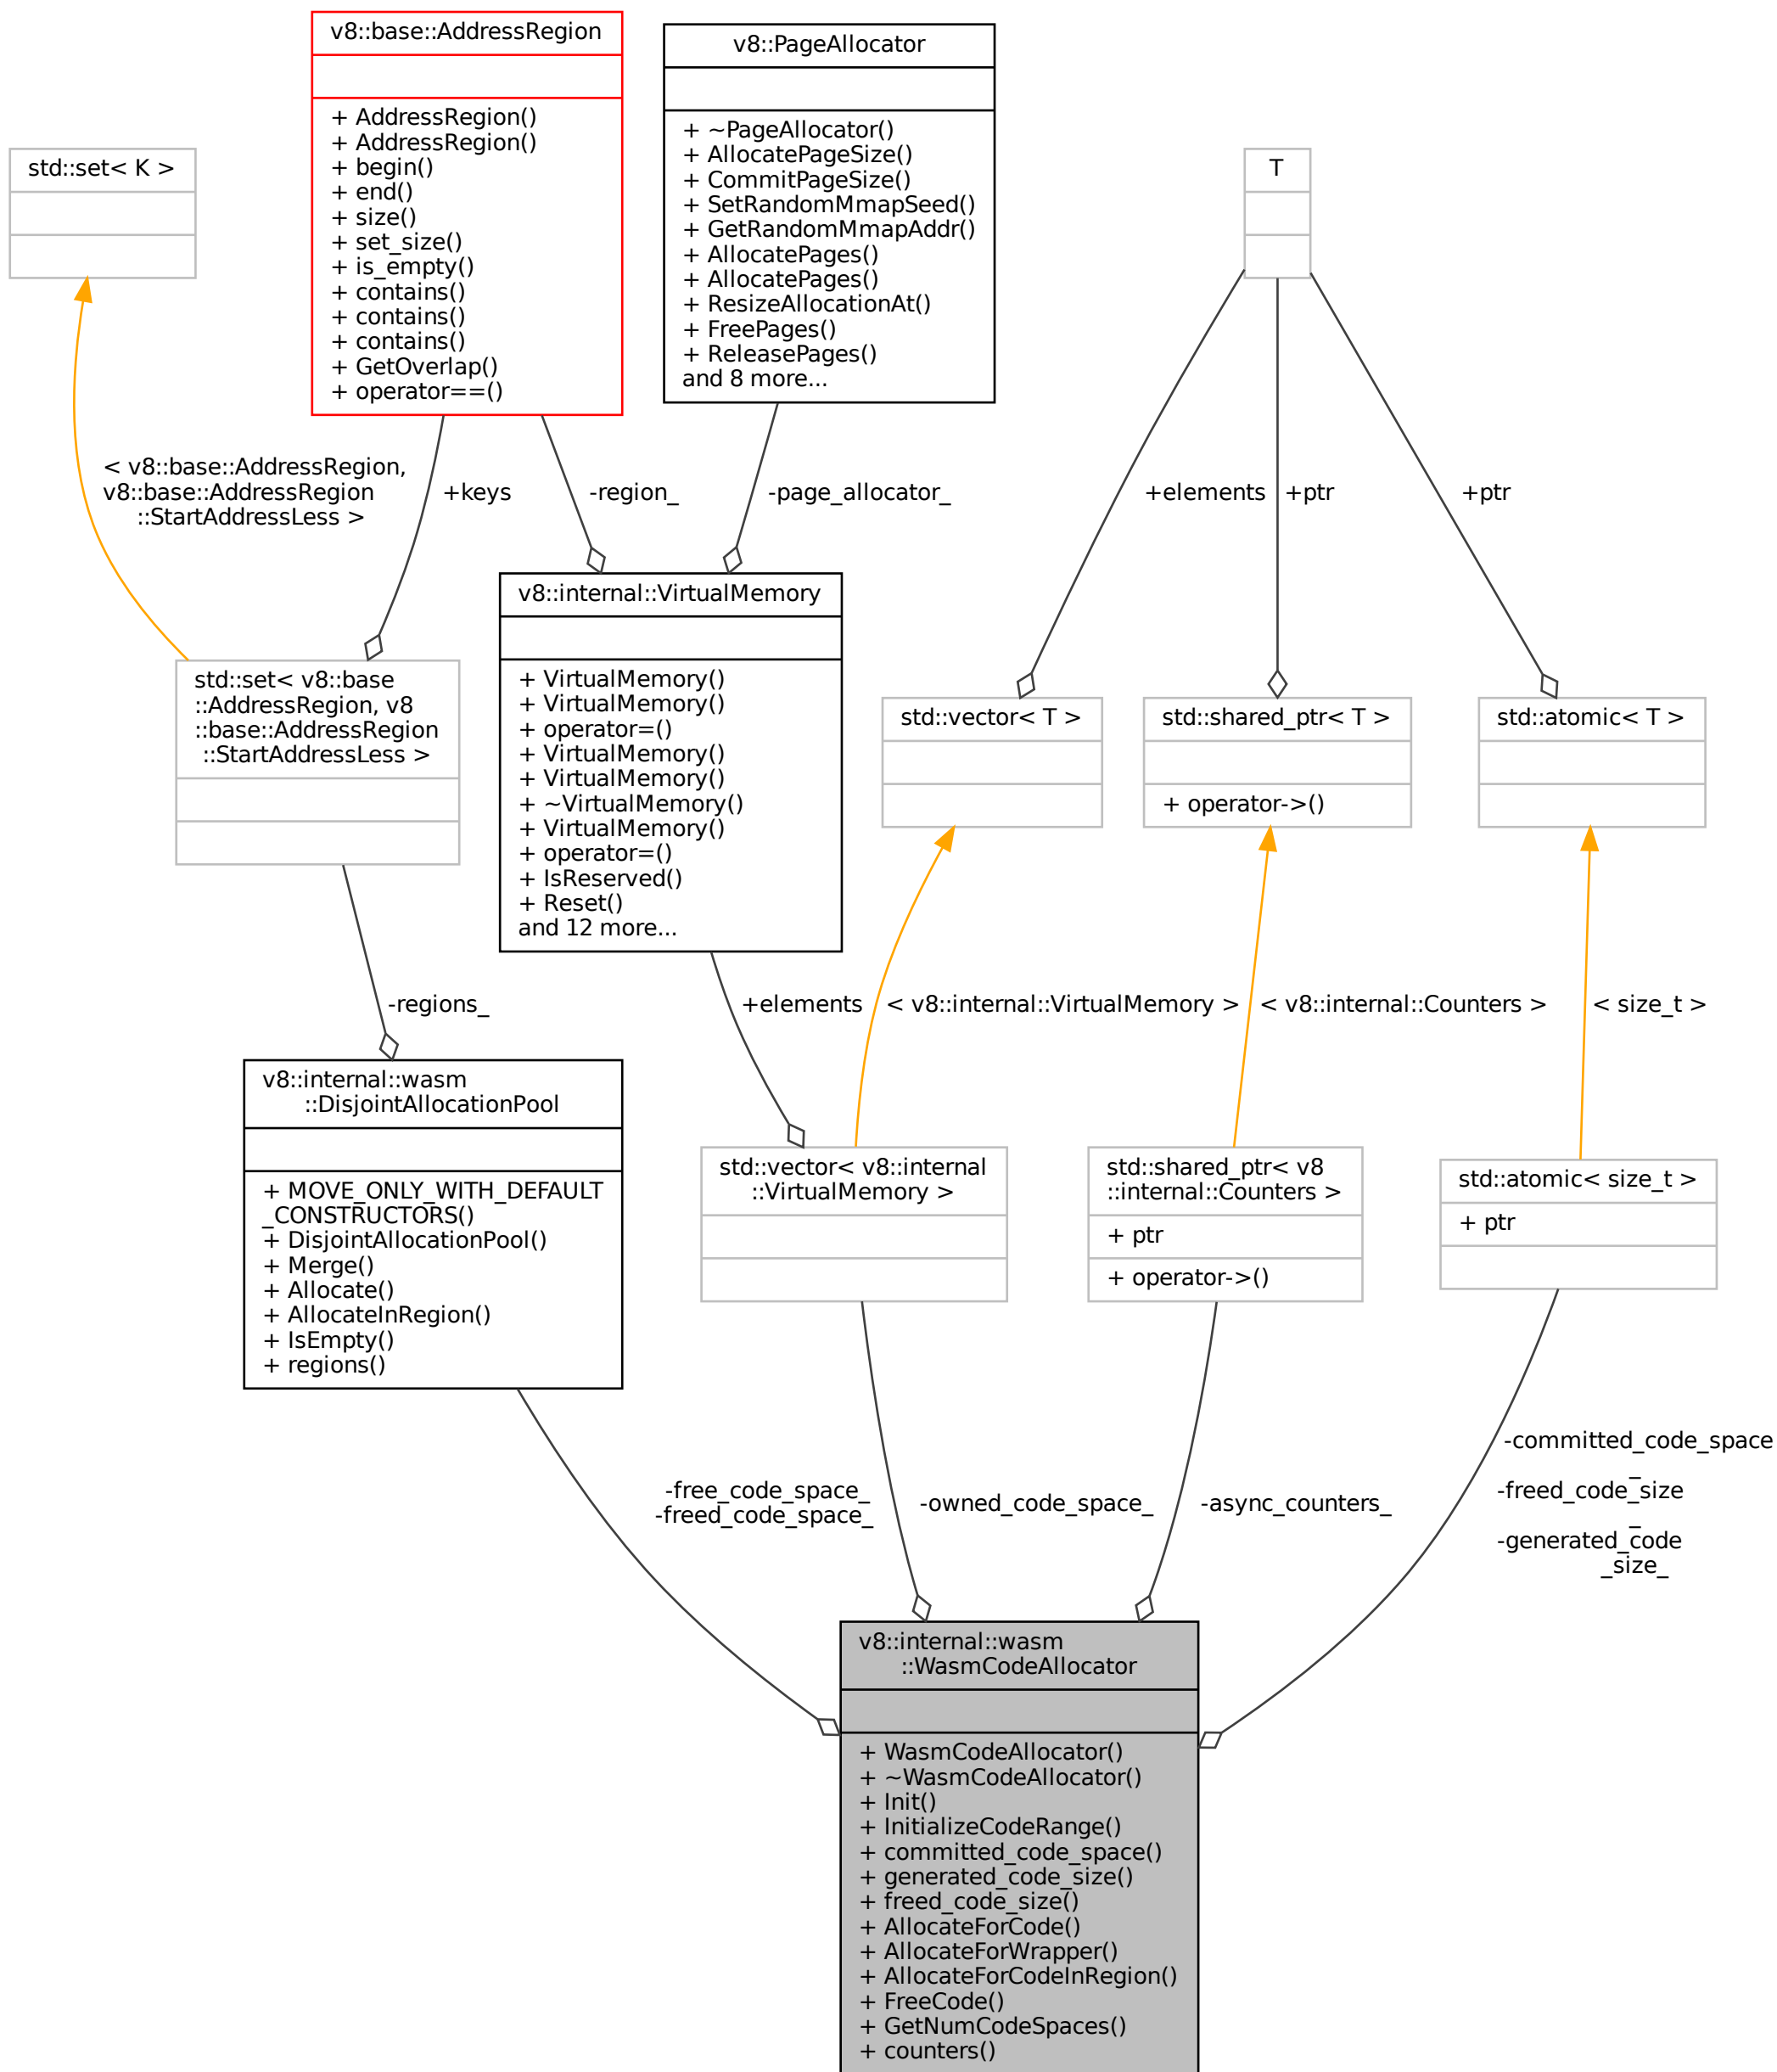 v8::base::AddressRegion
+ AddressRegion()
+ AddressRegion()
+ begin()
+ end()
+ size()
+ set_size()
+ is_empty()
+ contains()
+ contains()
+ contains()
+ GetOverlap()
+ operator==()
v8::PageAllocator
+ ~PageAllocator()
+ AllocatePageSize()
+ CommitPageSize()
+ SetRandomMmapSeed()
+ GetRandomMmapAddr()
+ AllocatePages()
+ AllocatePages()
+ ResizeAllocationAt()
+ FreePages()
+ ReleasePages()
and 8 more...
std::set< K >
T
< v8::base::AddressRegion,
v8::base::AddressRegion
::StartAddressLess >
+keys
-region_
-page_allocator_
+elements
+ptr
+ptr
v8::internal::VirtualMemory
+ VirtualMemory()
+ VirtualMemory()
+ operator=()
+ VirtualMemory()
+ VirtualMemory()
+ ~VirtualMemory()
+ VirtualMemory()
+ operator=()
+ IsReserved()
+ Reset()
and 12 more...
std::set< v8::base
::AddressRegion, v8
::base::AddressRegion
::StartAddressLess >
std::vector< T >
std::shared_ptr< T >
+ operator->()
std::atomic< T >
-regions_
+elements
< v8::internal::VirtualMemory >
< v8::internal::Counters >
< size_t >
v8::internal::wasm
::DisjointAllocationPool
+ MOVE_ONLY_WITH_DEFAULT
_CONSTRUCTORS()
+ DisjointAllocationPool()
+ Merge()
+ Allocate()
+ AllocateInRegion()
+ IsEmpty()
+ regions()
std::vector< v8::internal
::VirtualMemory >
std::shared_ptr< v8
::internal::Counters >
+ ptr
+ operator->()
std::atomic< size_t >
+ ptr
-free_code_space_
-freed_code_space_
-owned_code_space_
-async_counters_
-committed_code_space
_
-freed_code_size
_
-generated_code
_size_
v8::internal::wasm
::WasmCodeAllocator
+ WasmCodeAllocator()
+ ~WasmCodeAllocator()
+ Init()
+ InitializeCodeRange()
+ committed_code_space()
+ generated_code_size()
+ freed_code_size()
+ AllocateForCode()
+ AllocateForWrapper()
+ AllocateForCodeInRegion()
+ FreeCode()
+ GetNumCodeSpaces()
+ counters()